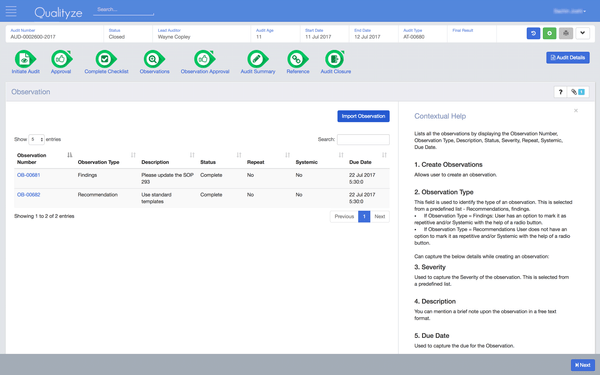 Qualityze
Search...
Audit Number Status Lead Auditor Audit Age Start Date End Date Audit Type Final Result
AUD-0002000-2017 Closed Wayne Copley 11 11 Jul 2017 12 Jul 2017 AT-00680
Initiate Audit Approval Complete Checklist Observations Observation Approval Audit Summary Reference Audit Closure
Audit Details
Observation
? 1
Import Observation
Show 5 entries Search:
Observation Number Observation Type Description Status Repeat Systemic Due Date
OB-00681 Findings Please update the SOP 293 Complete No No 22 Jul 2017 5:30:0
OB-00682 Recommendation Use standard templates Complete No No 22 Jul 2017 5:30:0
Showing 1 to 2 of 2 entries
Previous 1 Next
Contextual Help
Lists all the observations by displaying the Observation Number,
Observation Type, Description, Status, Severity, Repeat, Systemic,
Due Date.
1. Create Observations
Allows user to create an observation.
2. Observation Type
This field is used to identify the type of an observation. This is selected
from a predefined list - Recommendations, findings.
• If Observation Type = Findings: User has an option to mark it as
repetitive and/or Systemic with the help of a radio button.
• If Observation Type = Recommendations User does not have an
option to mark it as repetitive and/or Systemic with the help of a radio
button.
Can capture the below details while creating an observation:
3. Severity
Used to capture the Severity of the observation. This is selected from
a predefined list.
4. Description
You can mention a brief note upon the observation in a free text
format.
5. Due Date
Used to capture the due for the Observation.
Next